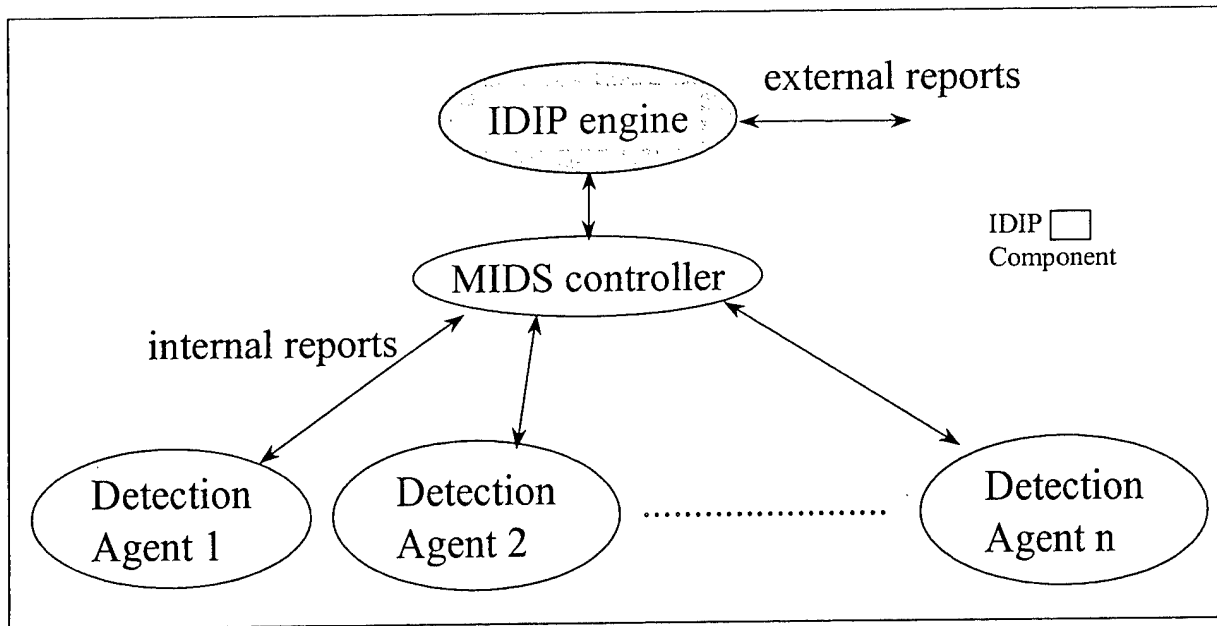 external reports
IDIP engine
IDIP
Component
MIDS controller
internal reports
Detection
Agent 1
Detection
Agent 2
Detection
Agent n